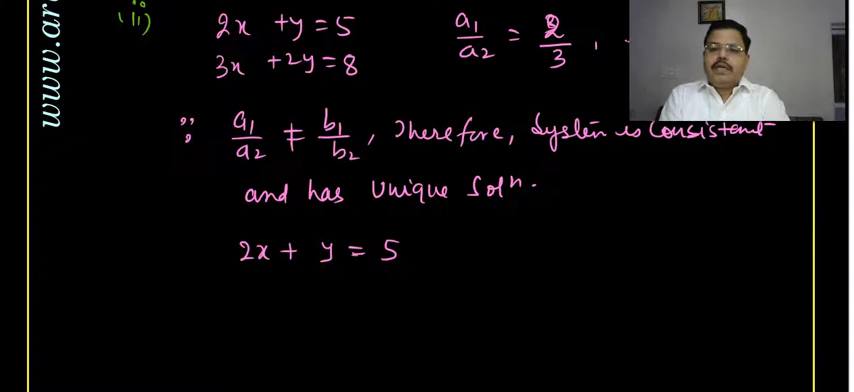 (ii) 2x + y = 5 a1/a2 = 2/3,
3x + 2y = 8
∵ a1/a2 ≠ b1/b2, Therefore, System is Consistant
and has Unique Solⁿ.
2x + y = 5
www.ar